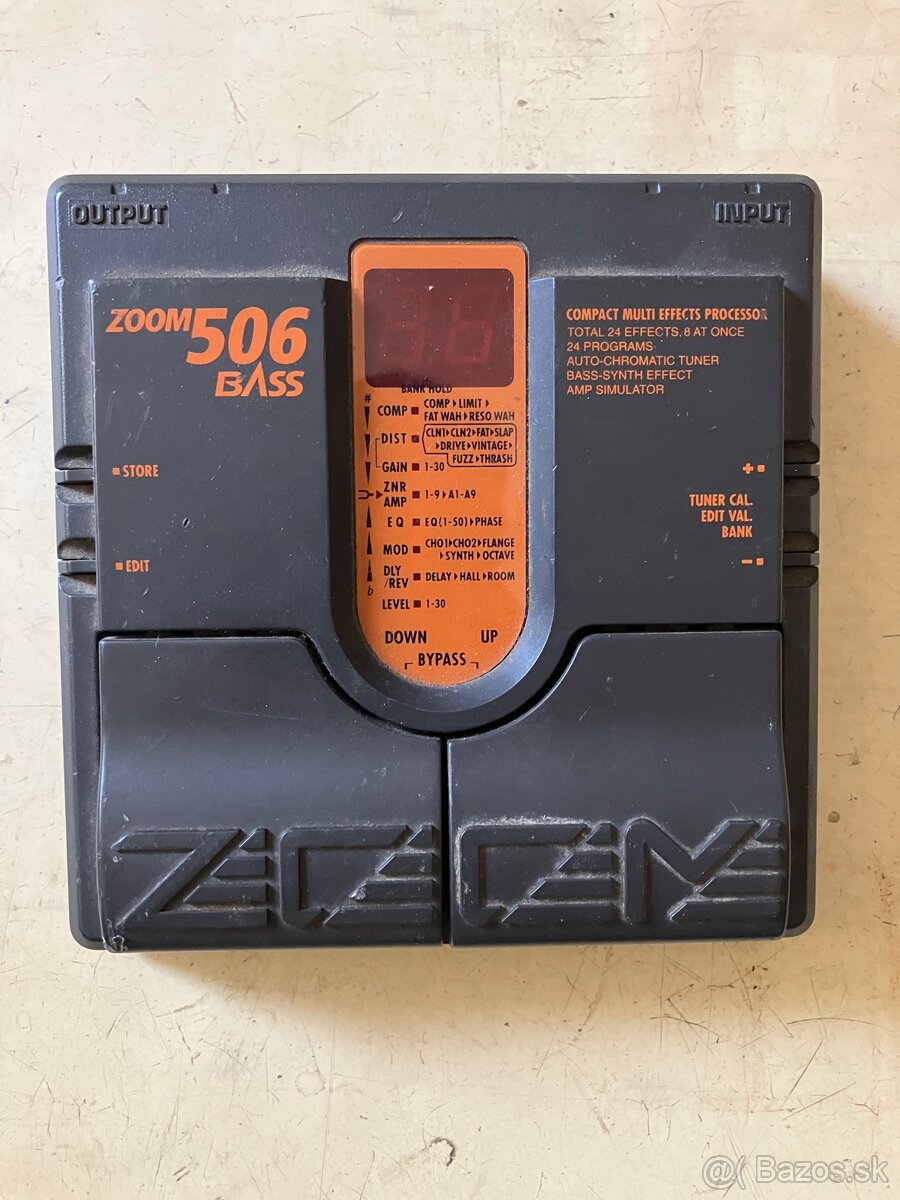 OUTPUT
INPUT
ZOOM 506
BASS
COMPACT MULTI EFFECTS PROCESSOR
TOTAL 24 EFFECTS, 8 AT ONCE
24 PROGRAMS
AUTO-CHROMATIC TUNER
BASS-SYNTH EFFECT
AMP SIMULATOR
BANK HOLD
#
COMP COMP LIMIT
FAT WAH RESO WAH
DIST CLN1 CLN2 FAT SLAP
DRIVE VINTAGE
FUZZ THRASH
GAIN 1-30
ZNR
AMP 1-9 A1-A9
EQ EQ(1-50) PHASE
MOD CHO1 CHO2 FLANGE
SYNTH OCTAVE
DLY
/REV DELAY HALL ROOM
b
LEVEL 1-30
DOWN UP
BYPASS
STORE
EDIT
+
TUNER CAL.
EDIT VAL.
BANK
-
ZOOM
@( Bazos.sk